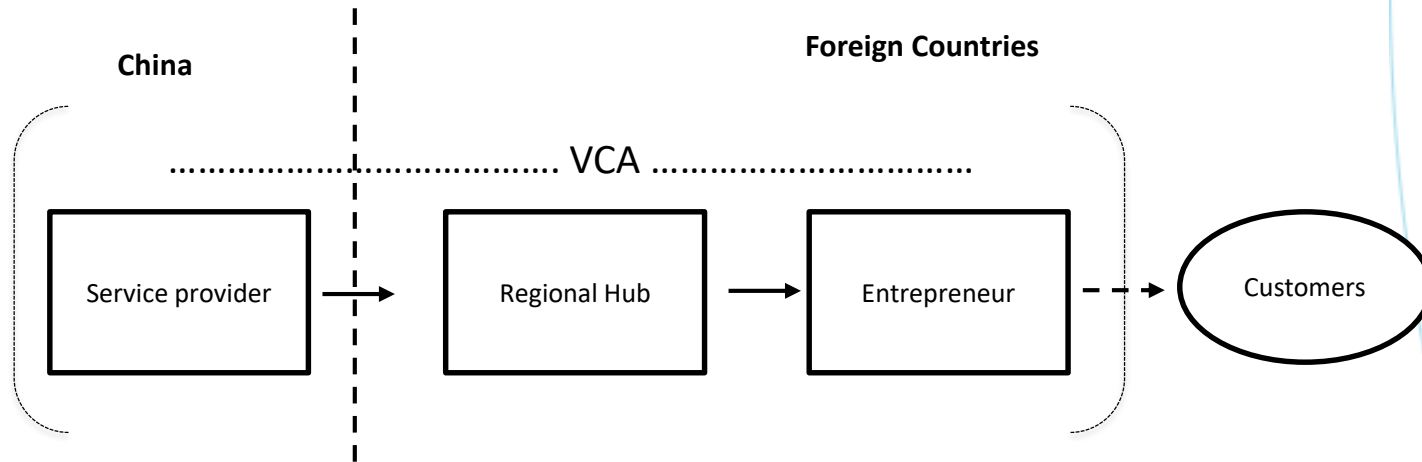 China
Foreign Countries
……………………………………. VCA ………………………………
Service provider
Regional Hub
Entrepreneur
Customers